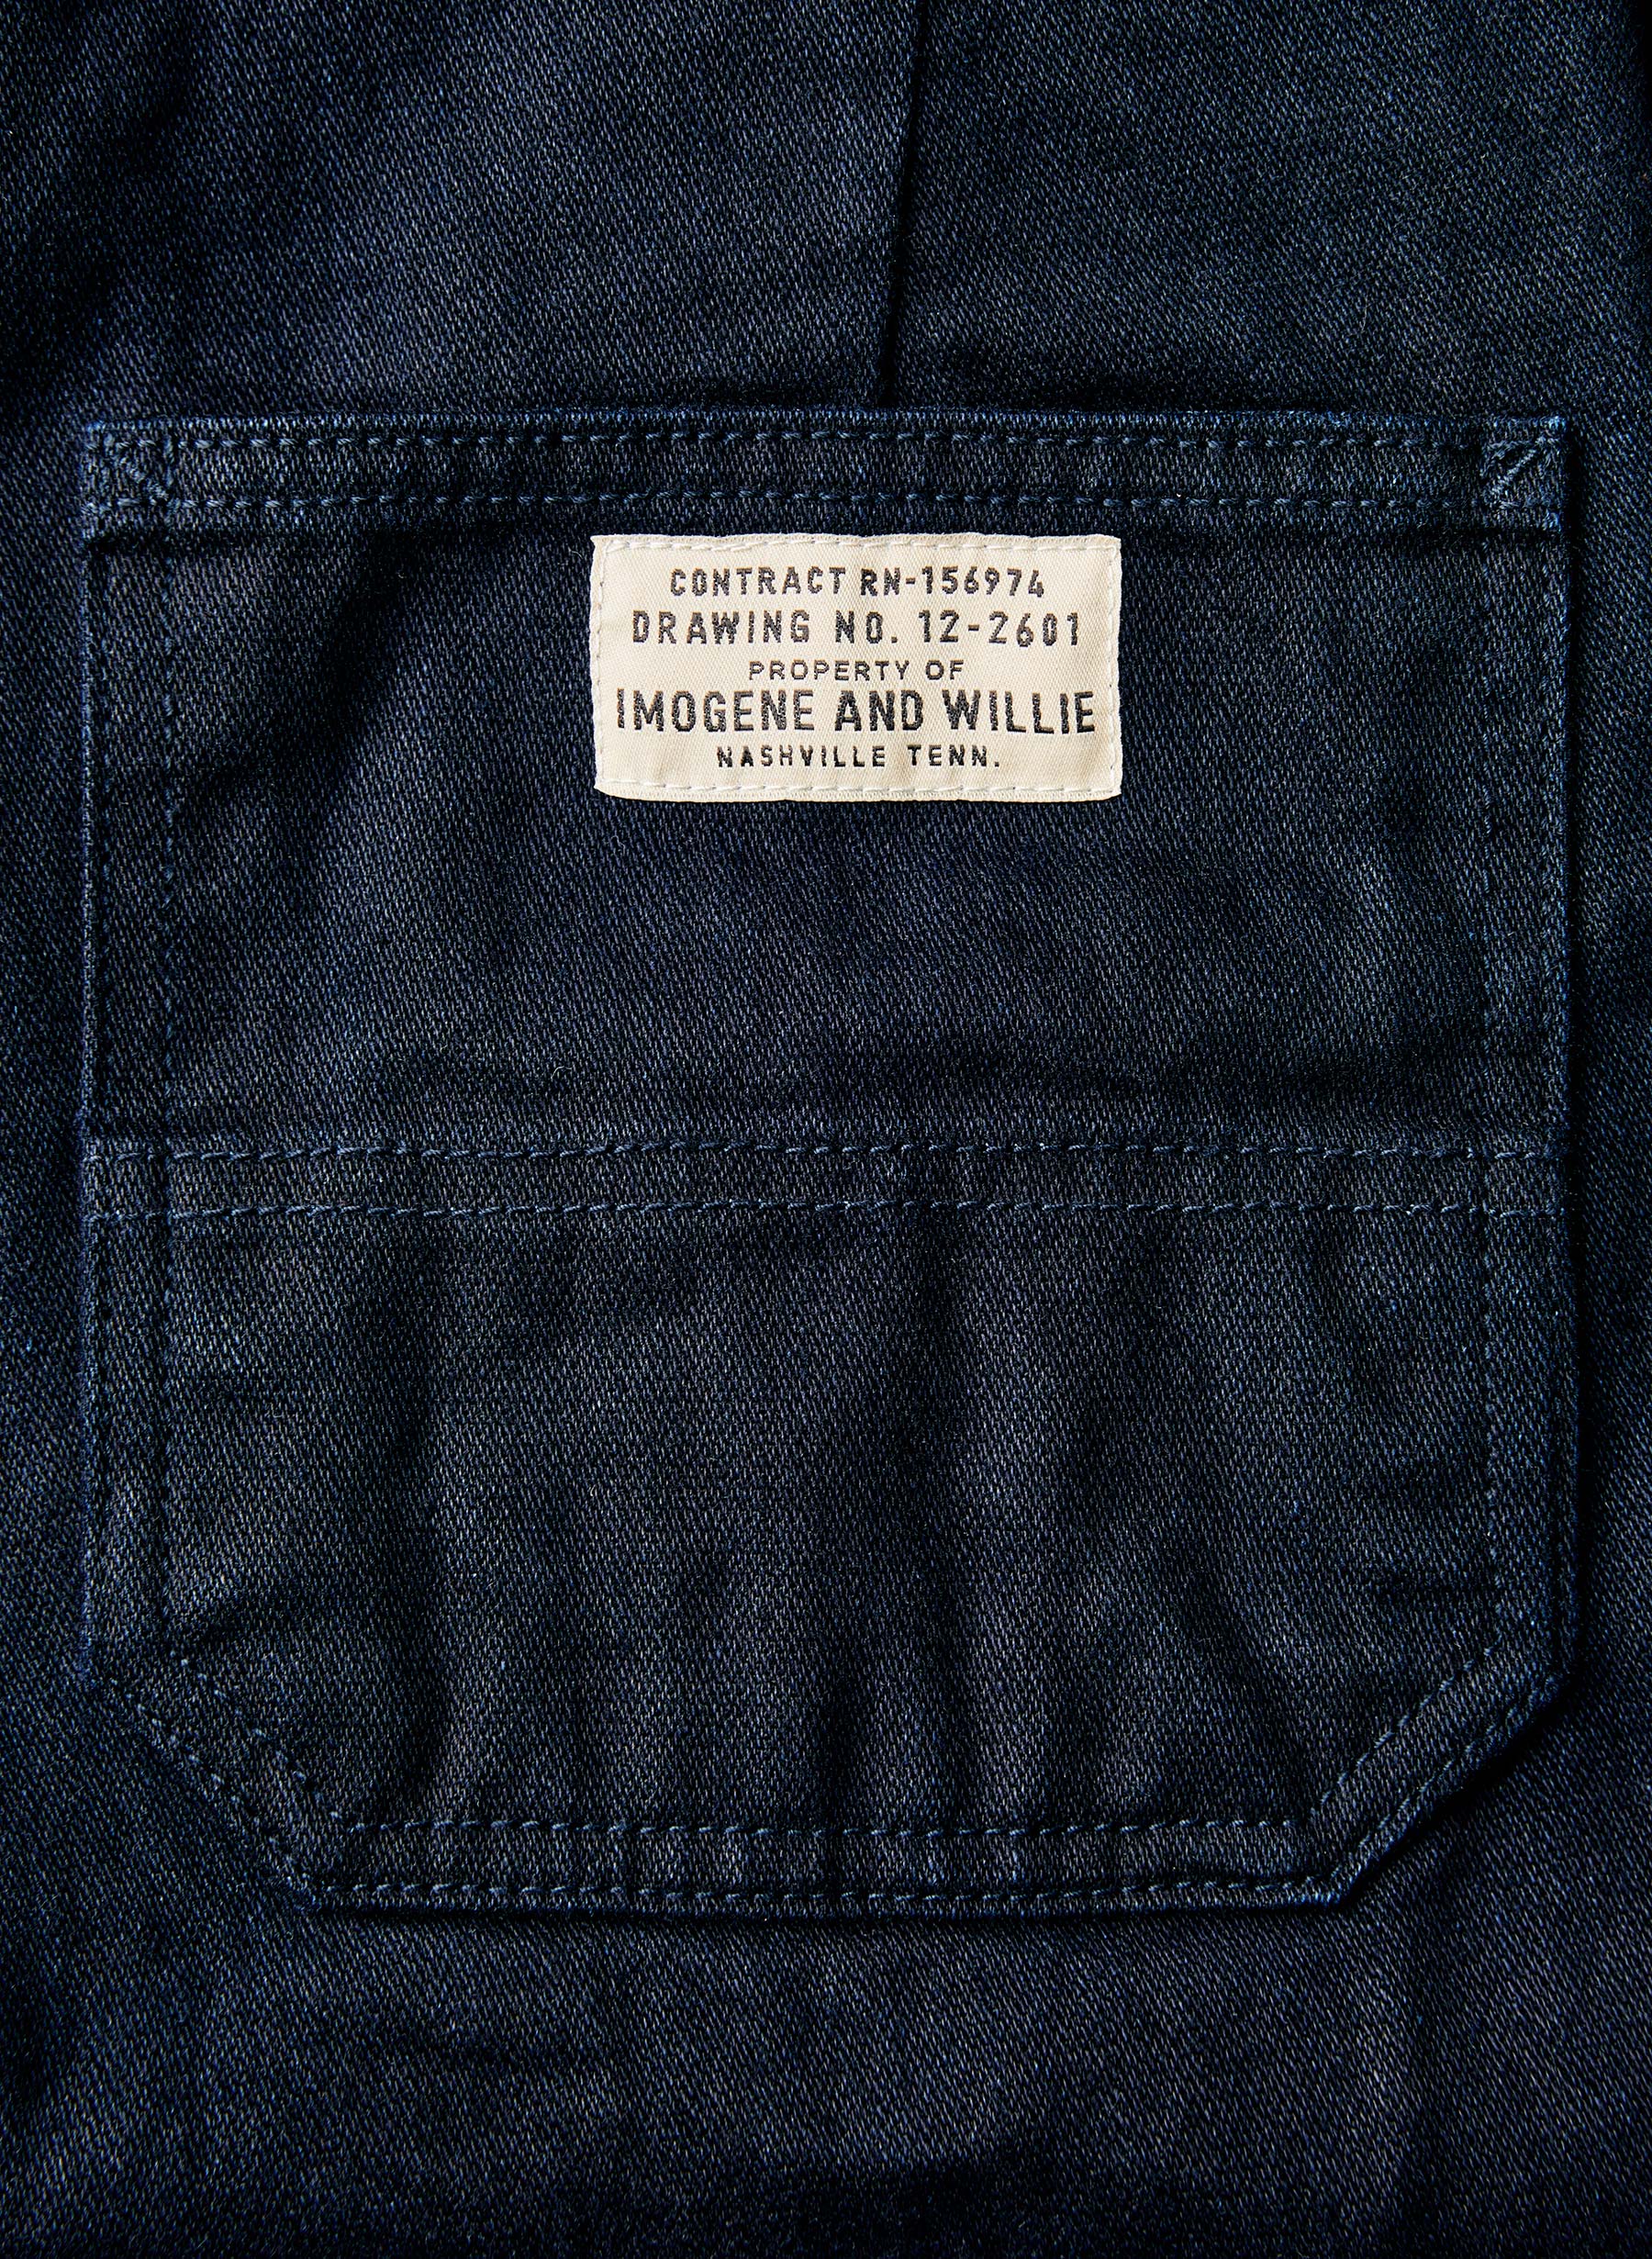 CONTRACT RN-156974
DRAWING NO. 12-2601
PROPERTY OF
IMOGENE AND WILLIE
NASHVILLE TENN.